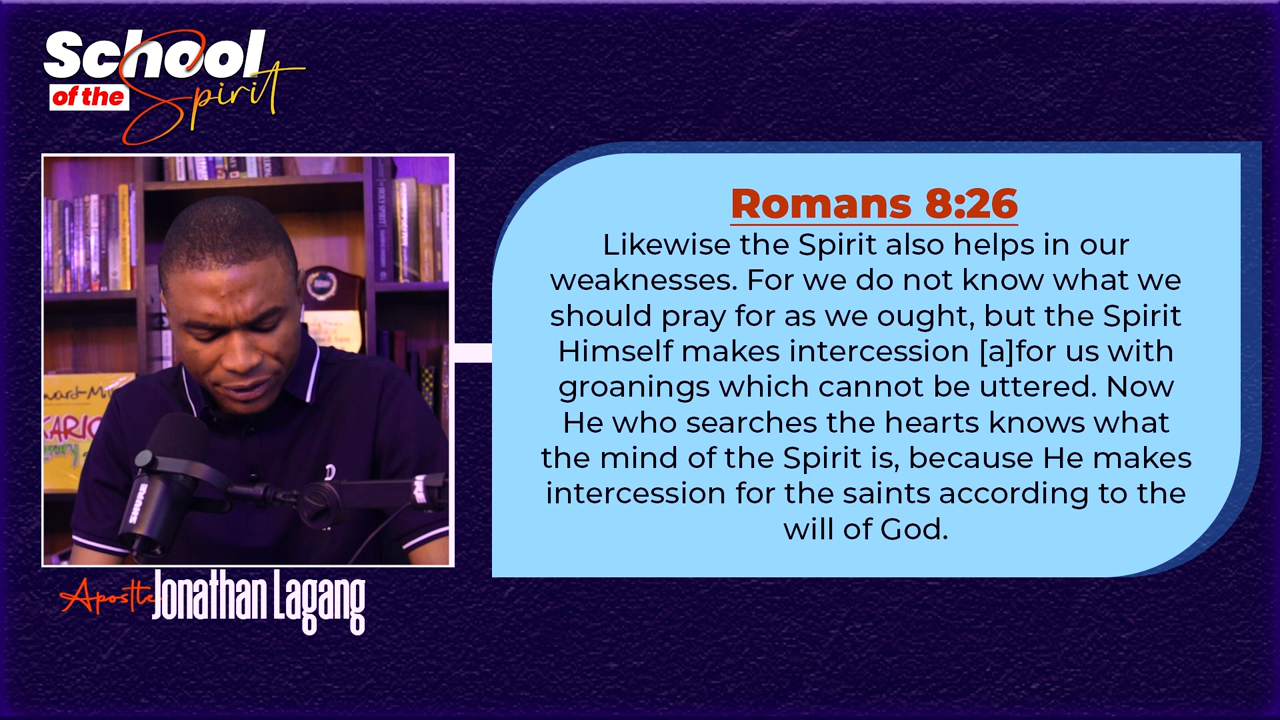 School
of the Spirit
Romans 8:26
Likewise the Spirit also helps in our
weaknesses. For we do not know what we
should pray for as we ought, but the Spirit
Himself makes intercession [a]for us with
groanings which cannot be uttered. Now
He who searches the hearts knows what
the mind of the Spirit is, because He makes
intercession for the saints according to the
will of God.
SHURE
Apostle Jonathan Lagang